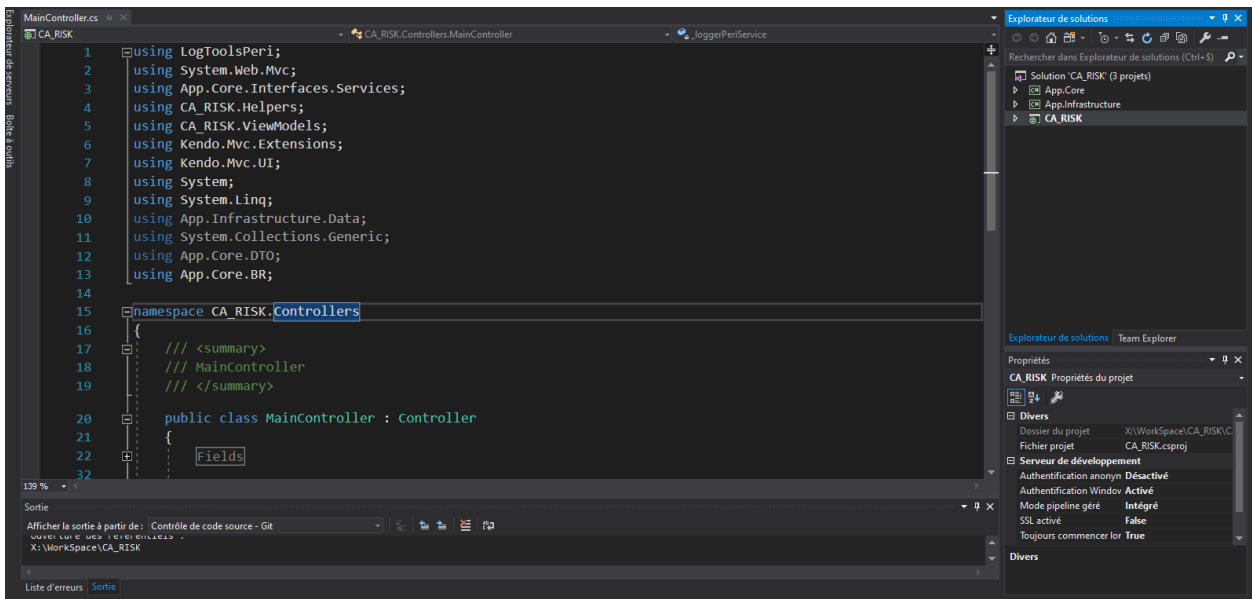 Explorateur de serveurs
Boîte à outils
MainController.cs
CA_RISK
CA_RISK.Controllers.MainController
_loggerPeriService
1 using LogToolsPeri;
2 using System.Web.Mvc;
3 using App.Core.Interfaces.Services;
4 using CA_RISK.Helpers;
5 using CA_RISK.ViewModels;
6 using Kendo.Mvc.Extensions;
7 using Kendo.Mvc.UI;
8 using System;
9 using System.Linq;
10 using App.Infrastructure.Data;
11 using System.Collections.Generic;
12 using App.Core.DTO;
13 using App.Core.BR;
14
15 namespace CA_RISK.Controllers
16 {
17 /// <summary>
18 /// MainController
19 /// </summary>
20 public class MainController : Controller
21 {
22 Fields
32
139 %
Sortie
Afficher la sortie à partir de : Contrôle de code source - Git
Ouverture des référentiels :
X:\WorkSpace\CA_RISK
Liste d'erreurs Sortie
Explorateur de solutions
Rechercher dans Explorateur de solutions (Ctrl+$)
Solution 'CA_RISK' (3 projets)
App.Core
App.Infrastructure
CA_RISK
Explorateur de solutions Team Explorer
Propriétés
CA_RISK Propriétés du projet
Divers
Dossier du projet X:\WorkSpace\CA_RISK\C
Fichier projet CA_RISK.csproj
Serveur de développement
Authentification anonyn Désactivé
Authentification Window Activé
Mode pipeline géré Intégré
SSL activé False
Toujours commencer lor True
Divers